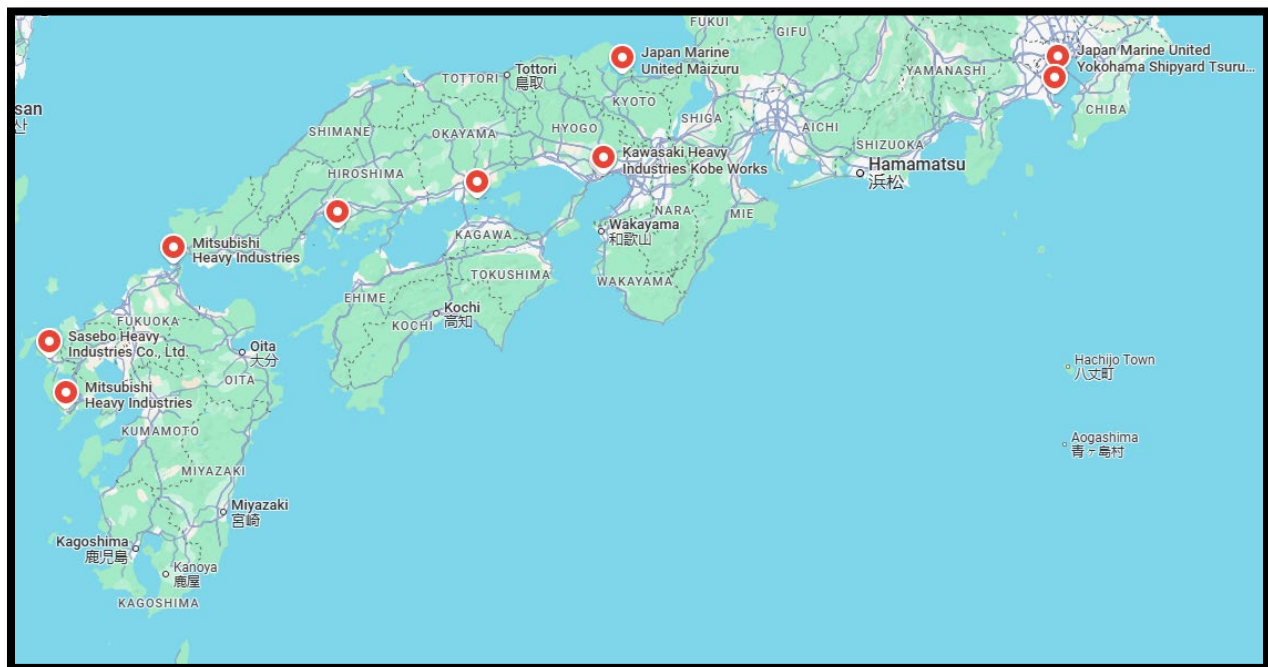 FUKUI
GIFU
Japan Marine
United Maizuru
Japan Marine United
Yokohama Shipyard Tsuru...
Tottori
鳥取
TOTTORI
YAMANASHI
KYOTO
CHIBA
san
산
SHIMANE
OKAYAMA
HYOGO
SHIGA
AICHI
SHIZUOKA
Kawasaki Heavy
Industries Kobe Works
Hamamatsu
浜松
HIROSHIMA
NARA
MIE
Wakayama
和歌山
KAGAWA
Mitsubishi
Heavy Industries
TOKUSHIMA
WAKAYAMA
EHIME
Kochi
高知
KOCHI
FUKUOKA
Sasebo Heavy
Industries Co., Ltd.
Oita
大分
OITA
Hachijo Town
八丈町
Mitsubishi
Heavy Industries
KUMAMOTO
Aogashima
青ヶ島村
MIYAZAKI
Miyazaki
宮崎
Kagoshima
鹿児島
Kanoya
鹿屋
KAGOSHIMA